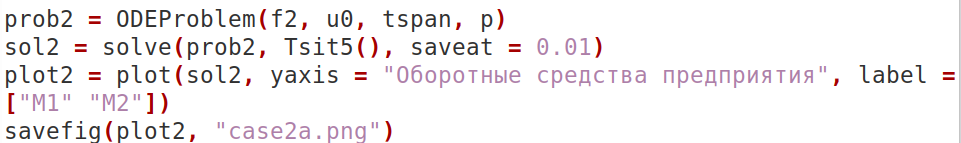 prob2 = ODEProblem(f2, u0, tspan, p)
sol2 = solve(prob2, Tsit5(), saveat = 0.01)
plot2 = plot(sol2, yaxis = "Оборотные средства предприятия", label =
["M1" "M2"])
savefig(plot2, "case2a.png")